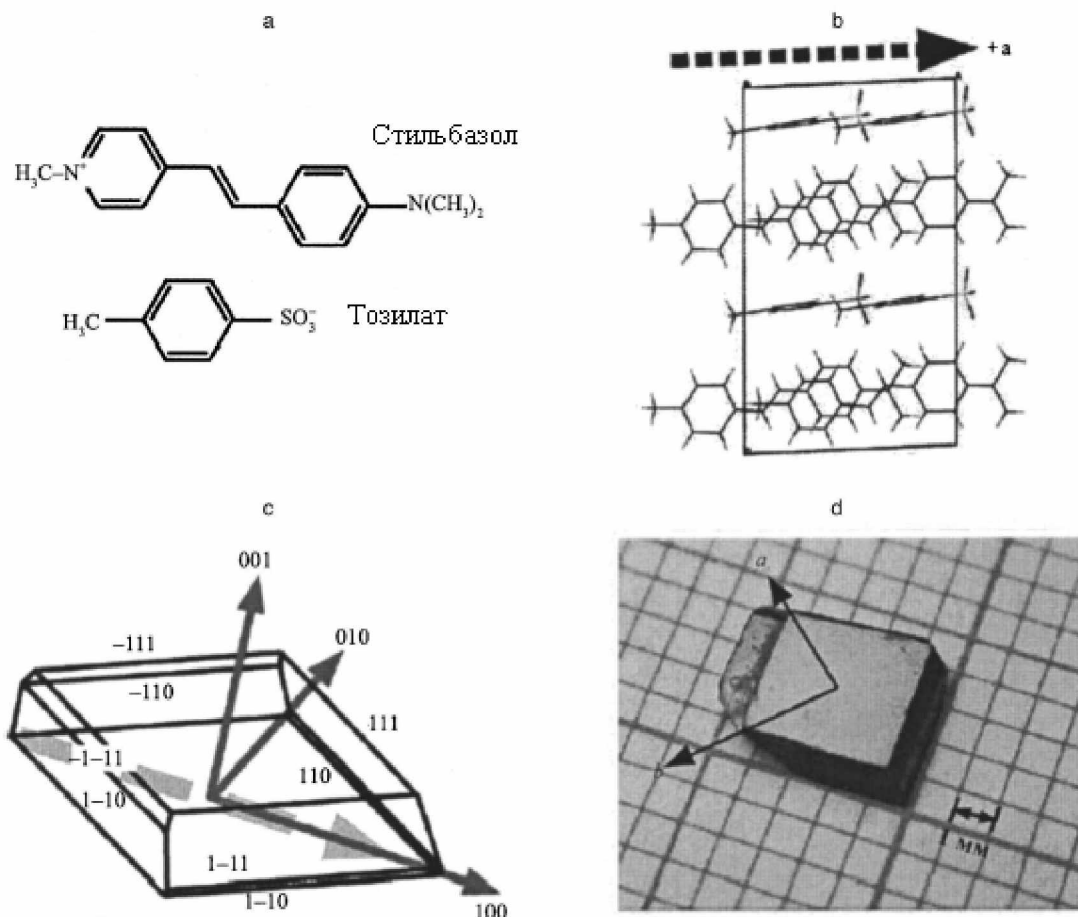 a
b
+a
Стильбазол
H₃C–N⁺
N(CH₃)₂
H₃C
SO₃⁻
Тозилат
c
d
001
010
–111
–110
111
–1–11
110
1–10
1–11
1–10
100
a
1 мм